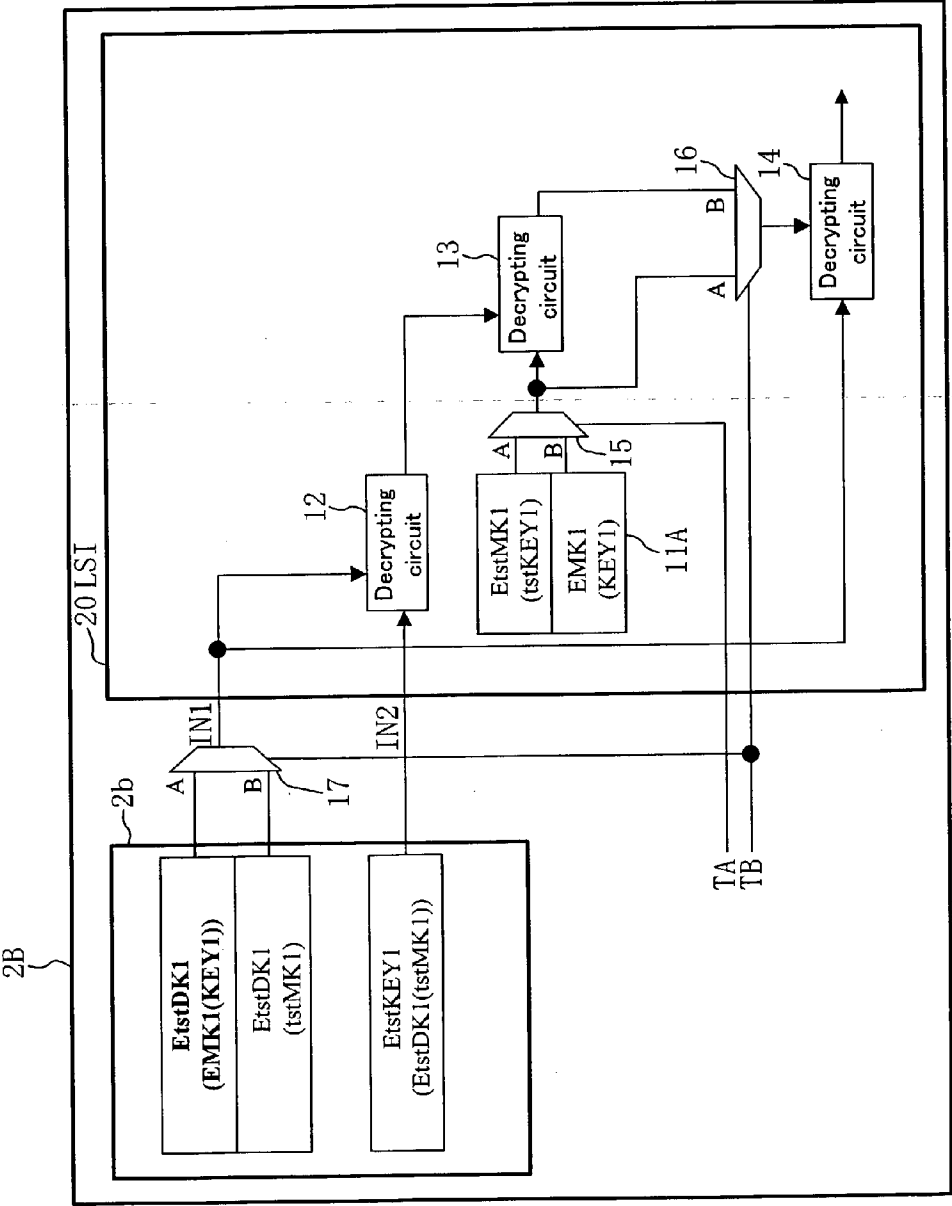 2B
2b
EtstDK1
(EMK1(KEY1))
EtstDK1
(tstMK1)
EtstKEY1
(EtstDK1(tstMK1))
A
B
17
IN1
IN2
TA
TB
20 LSI
12
Decrypting
circuit
EtstMK1
(tstKEY1)
EMK1
(KEY1)
11A
A
B
15
13
Decrypting
circuit
A
B
16
14
Decrypting
circuit